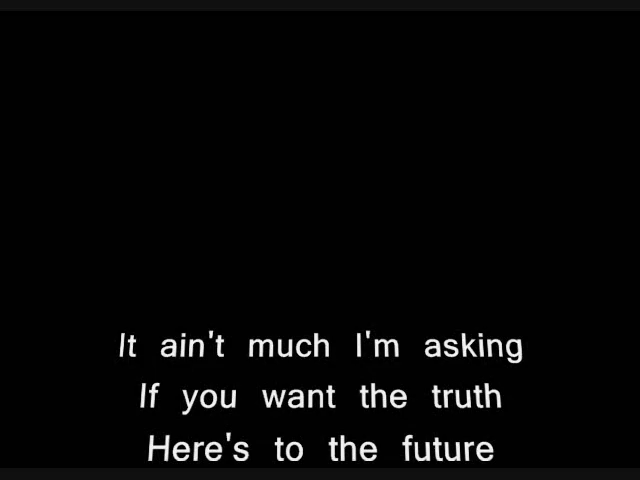 It ain't much I'm asking
If you want the truth
Here's to the future